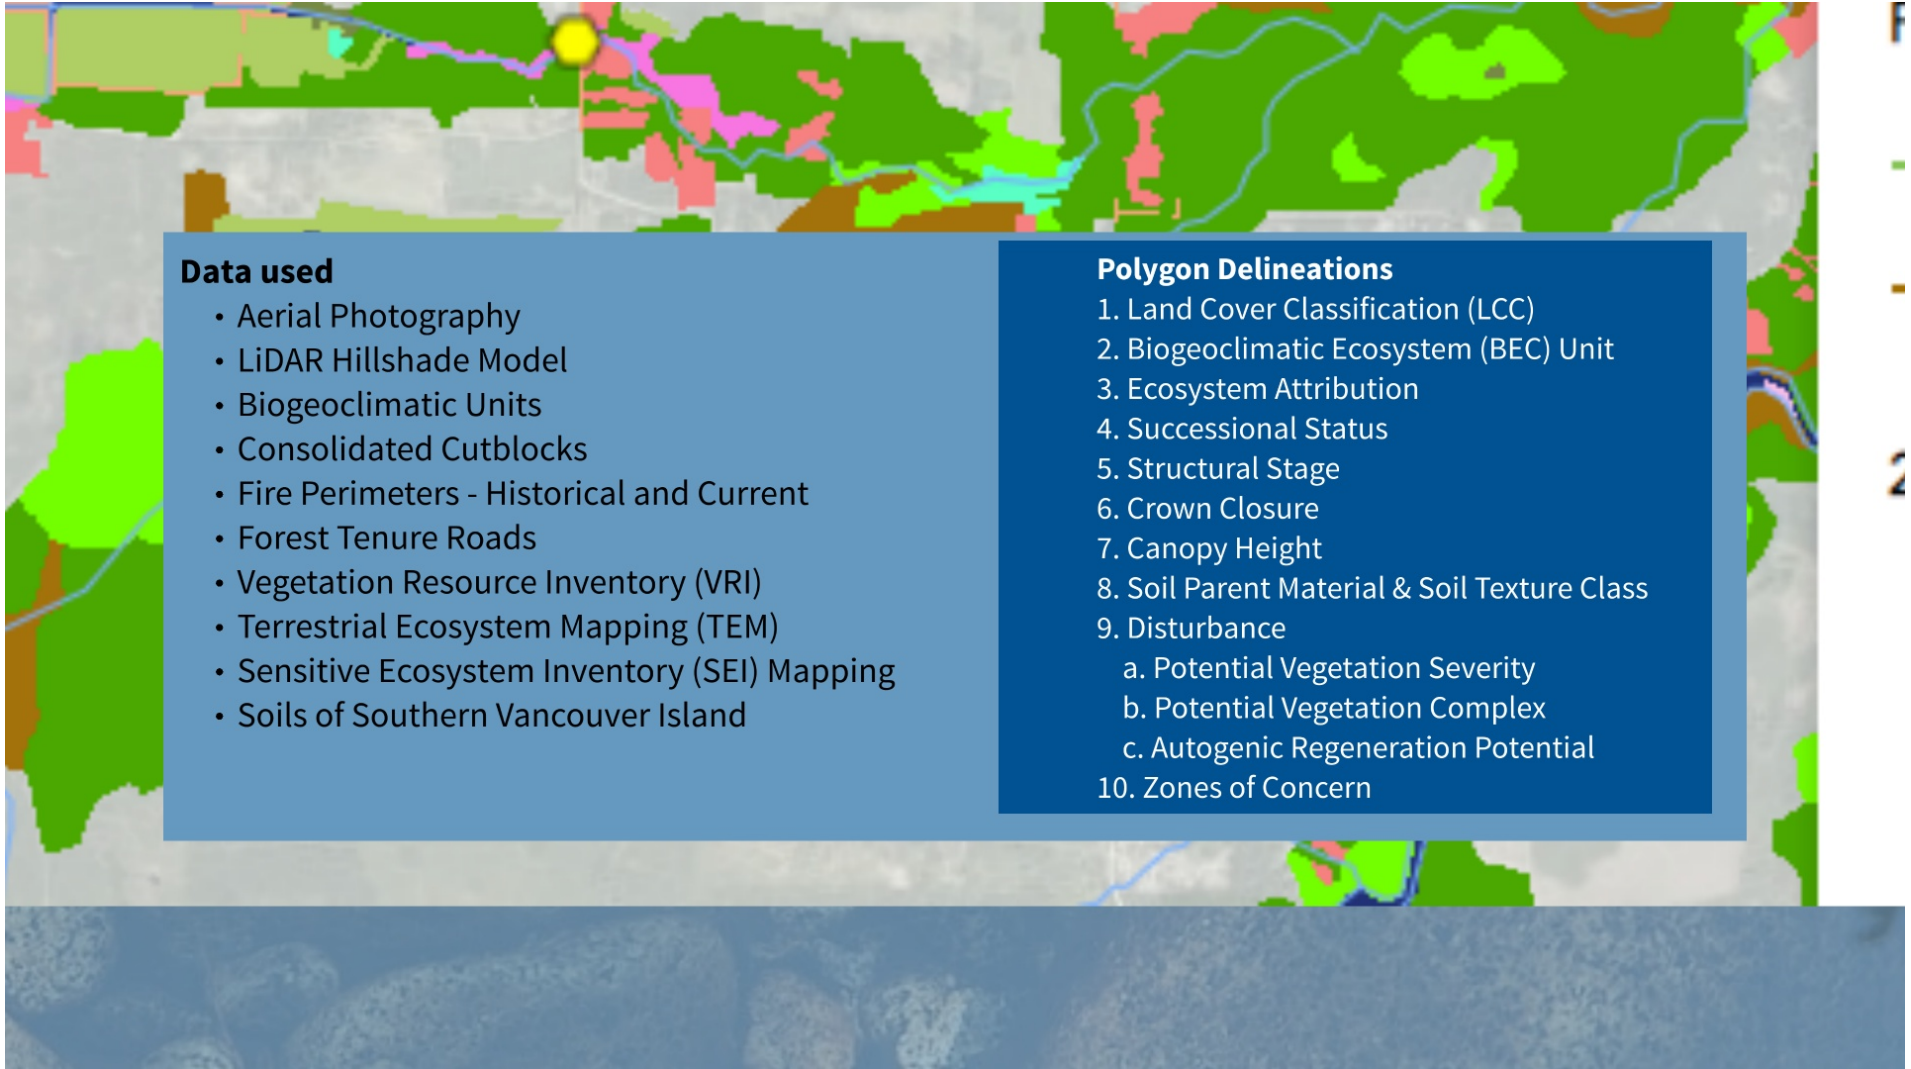 Data used
• Aerial Photography
• LiDAR Hillshade Model
• Biogeoclimatic Units
• Consolidated Cutblocks
• Fire Perimeters - Historical and Current
• Forest Tenure Roads
• Vegetation Resource Inventory (VRI)
• Terrestrial Ecosystem Mapping (TEM)
• Sensitive Ecosystem Inventory (SEI) Mapping
• Soils of Southern Vancouver Island
Polygon Delineations
1. Land Cover Classification (LCC)
2. Biogeoclimatic Ecosystem (BEC) Unit
3. Ecosystem Attribution
4. Successional Status
5. Structural Stage
6. Crown Closure
7. Canopy Height
8. Soil Parent Material & Soil Texture Class
9. Disturbance
a. Potential Vegetation Severity
b. Potential Vegetation Complex
c. Autogenic Regeneration Potential
10. Zones of Concern